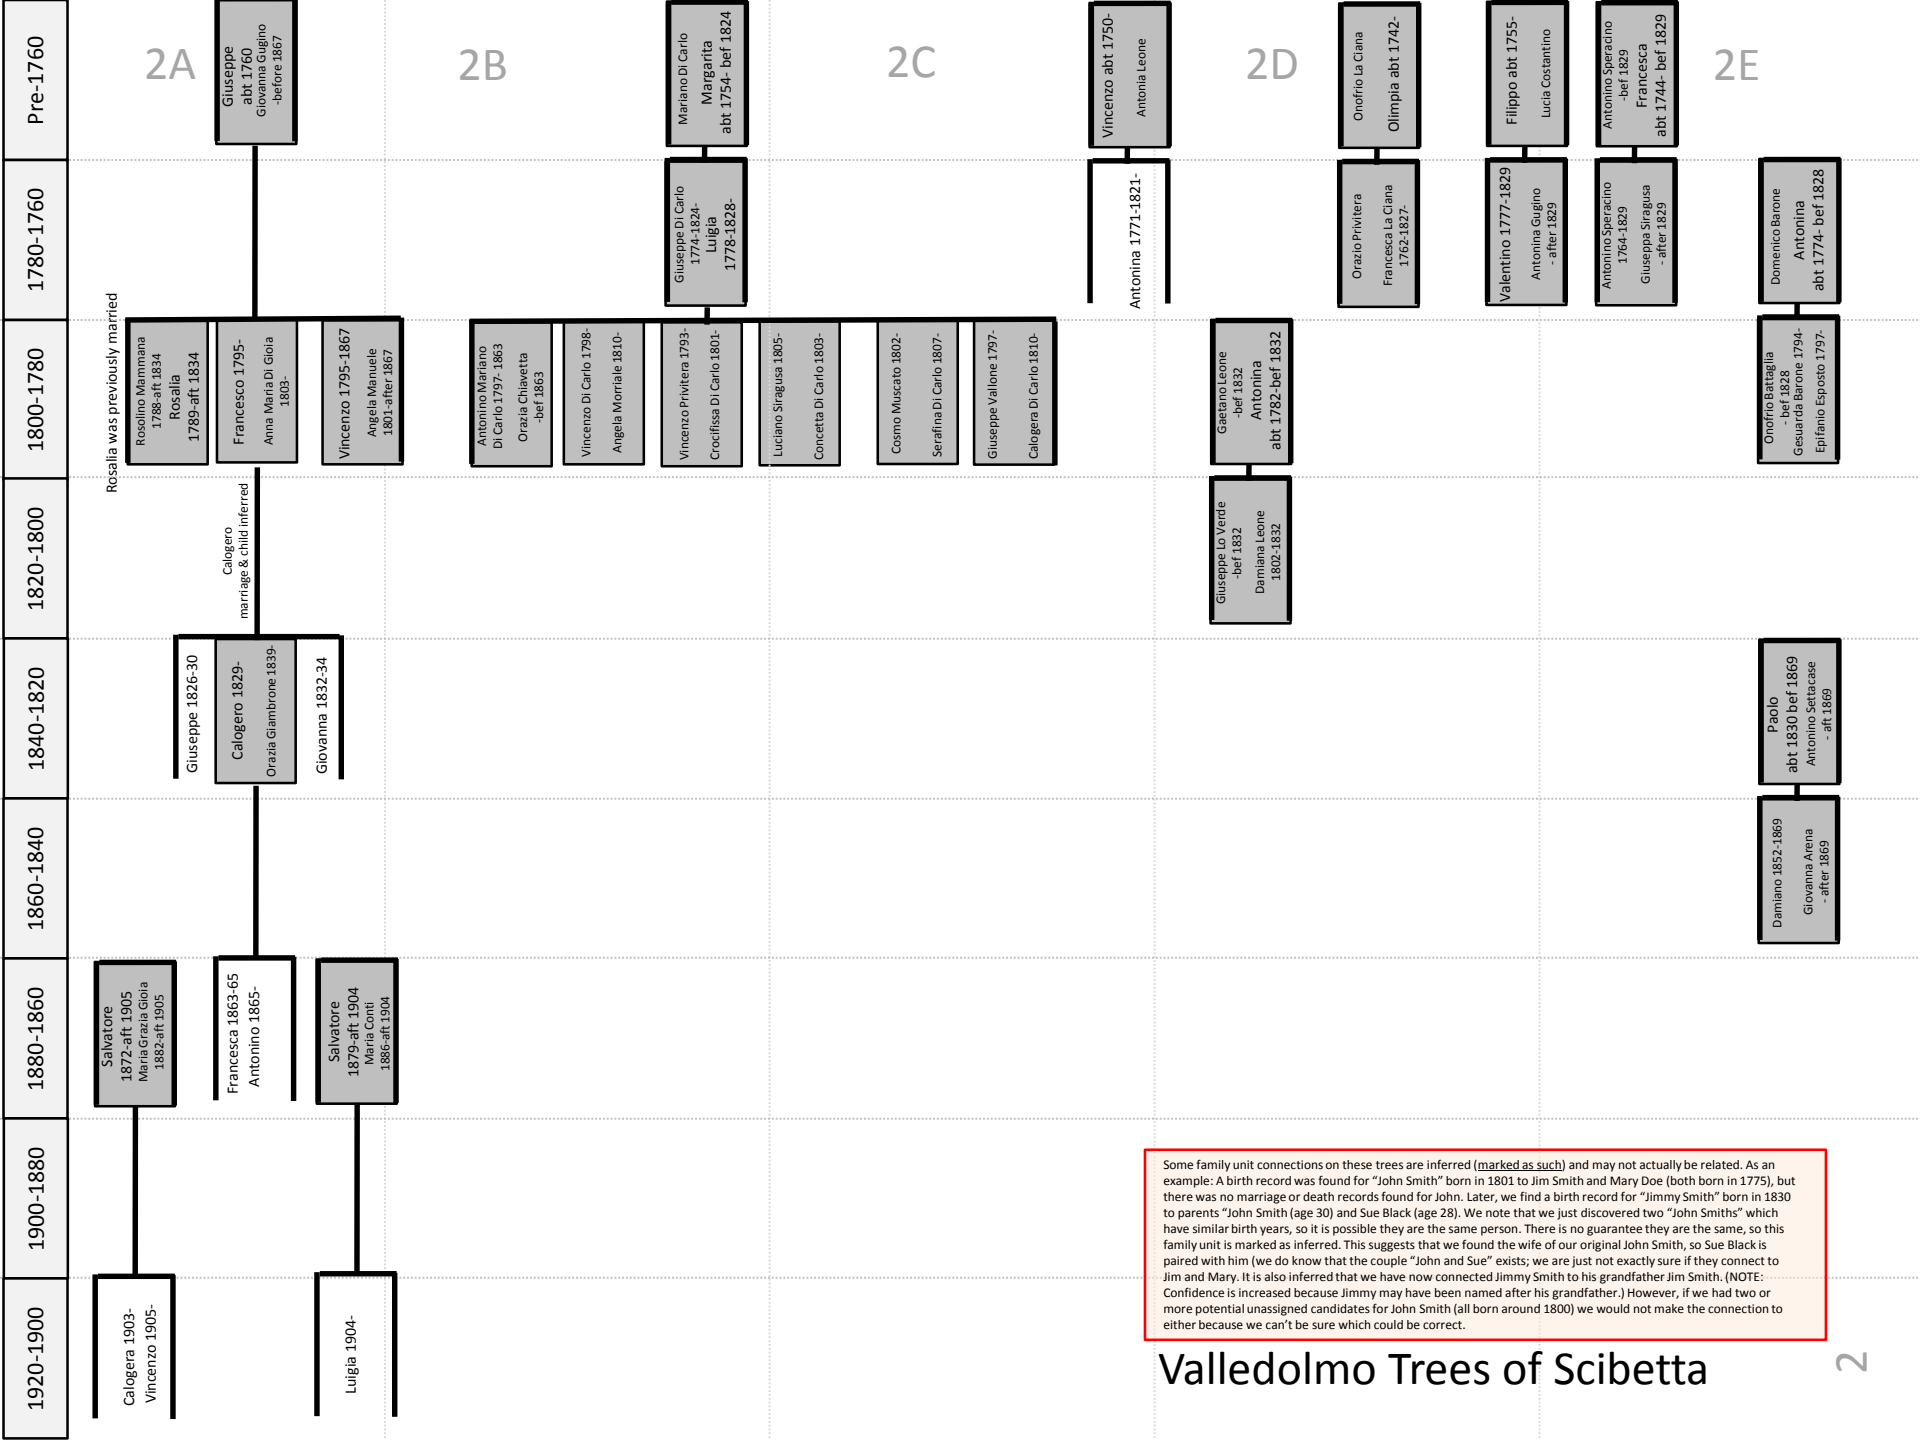 Pre-1760
1780-1760
1800-1780
1820-1800
1840-1820
1860-1840
1880-1860
1900-1880
1920-1900
2A
2B
2C
2D
2E
Giuseppe
abt 1760
Giovanna Gugino
-before 1867
Mariano Di Carlo
Margarita
abt 1754- bef 1824
Vincenzo abt 1750-
Antonia Leone
Onofrio La Ciana
Olimpia abt 1742-
Filippo abt 1755-
Lucia Costantino
Antonino Speracino
-bef 1829
Francesca
abt 1744- bef 1829
Giuseppe Di Carlo
1774-1824-
Luigia
1778-1828-
Antonina 1771-1821-
Orazio Privitera
Francesca La Ciana
1762-1827-
Valentino 1777-1829
Antonina Gugino
- after 1829
Antonino Speracino
1764-1829
Giuseppa Siragusa
- after 1829
Domenico Barone
Antonina
abt 1774- bef 1828
Rosalia was previously married
Rosolino Mammana
1788-aft 1834
Rosalia
1789-aft 1834
Francesco 1795-
Anna Maria Di Gioia
1803-
Vincenzo 1795-1867
Angela Manuele
1801-after 1867
Antonino Mariano
Di Carlo 1797- 1863
Orazia Chiavetta
-bef 1863
Vincenzo Di Carlo 1798-
Angela Morriale 1810-
Vincenzo Privitera 1793-
Crocifissa Di Carlo 1801-
Luciano Siragusa 1805-
Concetta Di Carlo 1803-
Cosmo Muscato 1802-
Serafina Di Carlo 1807-
Giuseppe Vallone 1797-
Calogera Di Carlo 1810-
Gaetano Leone
-bef 1832
Antonina
abt 1782-bef 1832
Onofrio Battaglia
- bef 1828
Gesuarda Barone 1794-
Epifanio Esposto 1797-
Calogero
marriage & child inferred
Giuseppe Lo Verde
-bef 1832
Damiana Leone
1802-1832
Giuseppe 1826-30
Calogero 1829-
Orazia Giambrone 1839-
Giovanna 1832-34
Paolo
abt 1830 bef 1869
Antonino Settacase
- aft 1869
Damiano 1852-1869
Giovanna Arena
- after 1869
Salvatore
1872-aft 1905
Maria Grazia Gioia
1882-aft 1905
Francesca 1863-65
Antonino 1865-
Salvatore
1879-aft 1904
Maria Conti
1886-aft 1904
Calogera 1903-
Vincenzo 1905-
Luigia 1904-
Some family unit connections on these trees are inferred (marked as such) and may not actually be related. As an
example: A birth record was found for “John Smith” born in 1801 to Jim Smith and Mary Doe (both born in 1775), but
there was no marriage or death records found for John. Later, we find a birth record for “Jimmy Smith” born in 1830
to parents “John Smith (age 30) and Sue Black (age 28). We note that we just discovered two “John Smiths” which
have similar birth years, so it is possible they are the same person. There is no guarantee they are the same, so this
family unit is marked as inferred. This suggests that we found the wife of our original John Smith, so Sue Black is
paired with him (we do know that the couple “John and Sue” exists; we are just not exactly sure if they connect to
Jim and Mary. It is also inferred that we have now connected Jimmy Smith to his grandfather Jim Smith. (NOTE:
Confidence is increased because Jimmy may have been named after his grandfather.) However, if we had two or
more potential unassigned candidates for John Smith (all born around 1800) we would not make the connection to
either because we can’t be sure which could be correct.
Valledolmo Trees of Scibetta
2